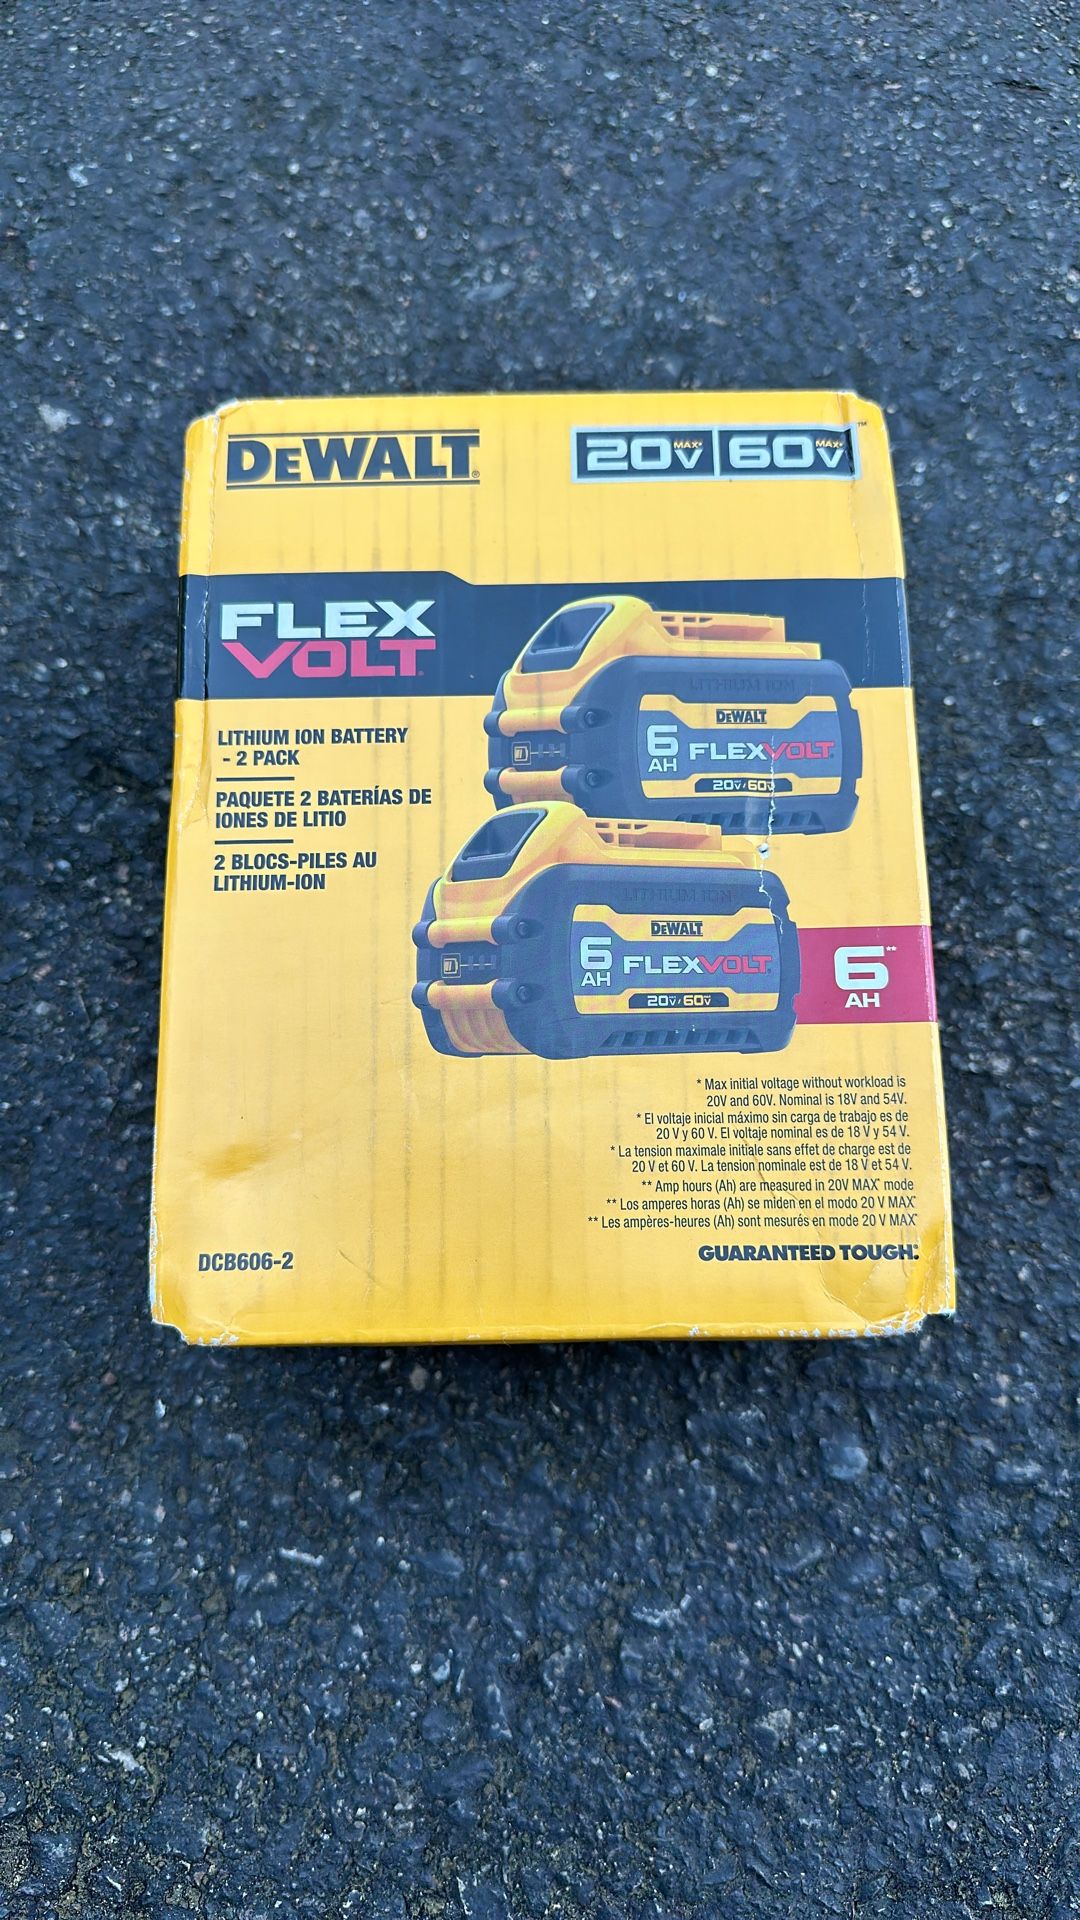 DEWALT®
20V MAX* | 60V MAX* ™
FLEX
VOLT®
LITHIUM ION BATTERY
- 2 PACK
PAQUETE 2 BATERÍAS DE
IONES DE LITIO
2 BLOCS-PILES AU
LITHIUM-ION
LITHIUM ION
DEWALT
6 AH FLEXVOLT
20V/60V
LITHIUM ION
DEWALT
6 AH FLEXVOLT
20V/60V
6**
AH
* Max initial voltage without workload is
20V and 60V. Nominal is 18V and 54V.
* El voltaje inicial máximo sin carga de trabajo es de
20 V y 60 V. El voltaje nominal es de 18 V y 54 V.
* La tension maximale initiale sans effet de charge est de
20 V et 60 V. La tension nominale est de 18 V et 54 V.
** Amp hours (Ah) are measured in 20V MAX* mode
** Los amperes horas (Ah) se miden en el modo 20 V MAX*
** Les ampères-heures (Ah) sont mesurés en mode 20 V MAX*
DCB606-2
GUARANTEED TOUGH.®